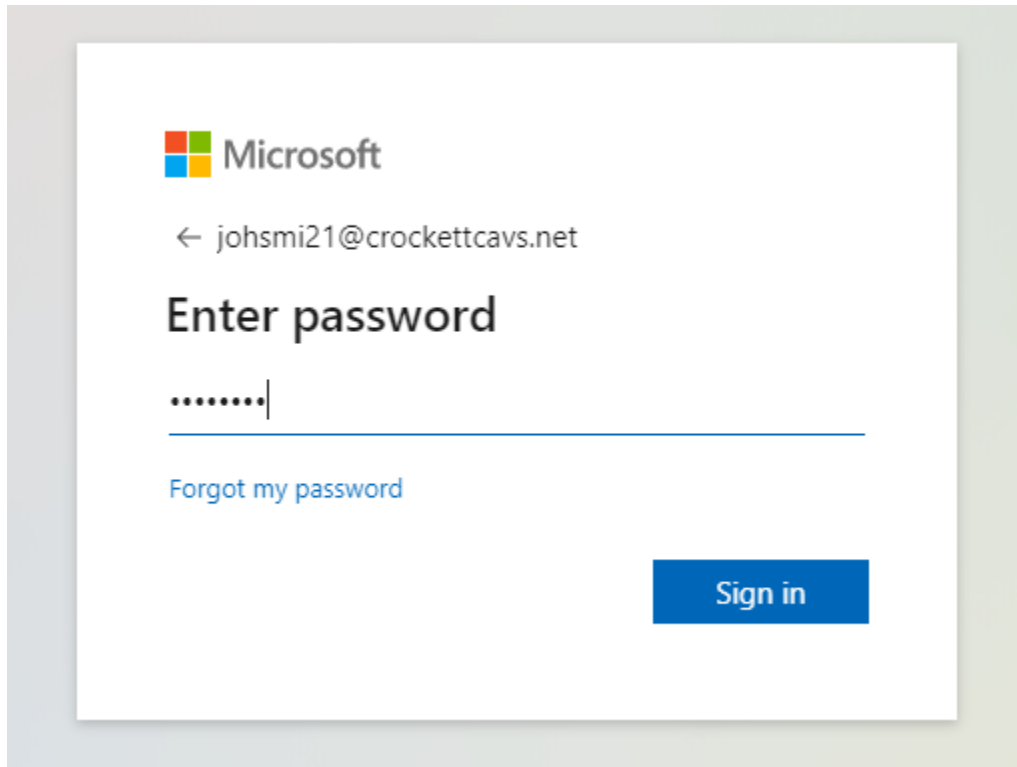 Microsoft
← johsmi21@crockettcavs.net
Enter password
••••••••
Forgot my password
Sign in